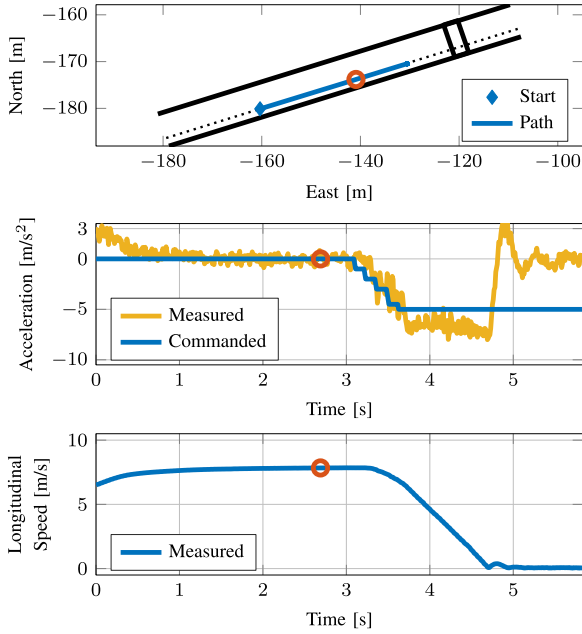 −160
−170
−180
North [m]
Start
Path
−180 −160 −140 −120 −100
East [m]
3
0
−5
−10
Acceleration [m/s²]
Measured
Commanded
0 1 2 3 4 5
Time [s]
10
5
0
Longitudinal
Speed [m/s]
Measured
0 1 2 3 4 5
Time [s]